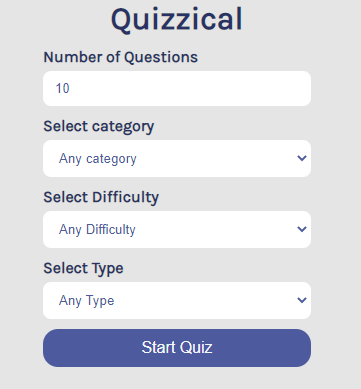 Quizzical
Number of Questions
10
Select category
Any category
Select Difficulty
Any Difficulty
Select Type
Any Type
Start Quiz